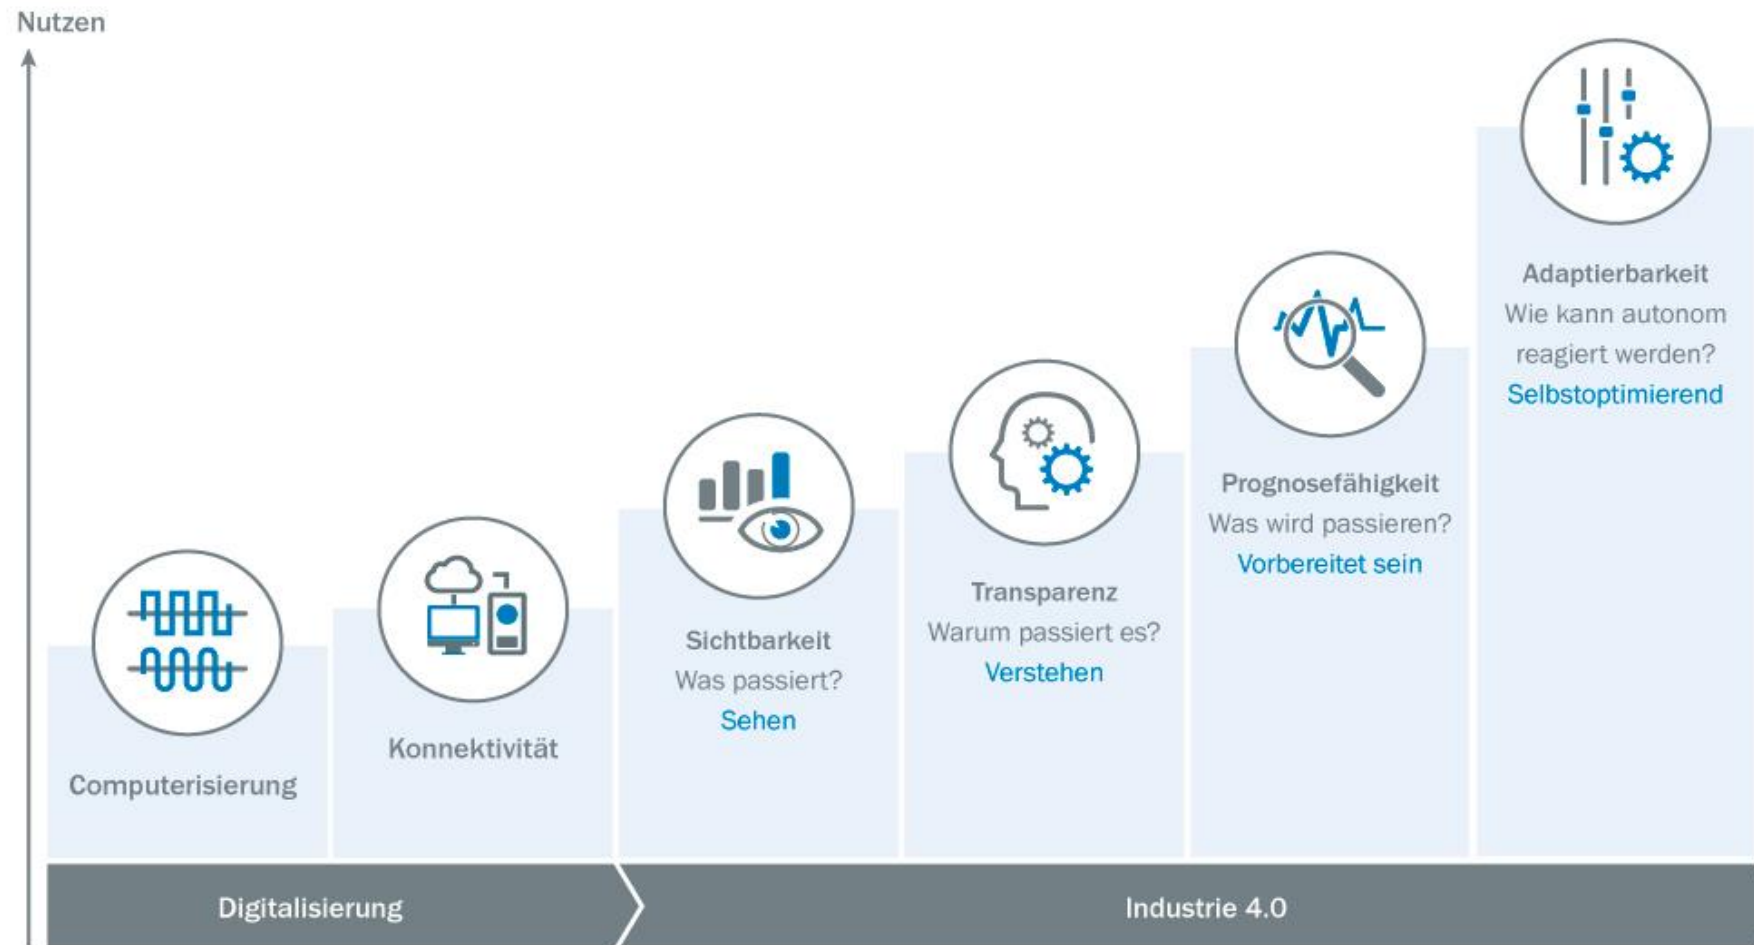 Nutzen
Computerisierung
Konnektivität
Sichtbarkeit
Was passiert?
Sehen
Transparenz
Warum passiert es?
Verstehen
Prognosefähigkeit
Was wird passieren?
Vorbereitet sein
Adaptierbarkeit
Wie kann autonom
reagiert werden?
Selbstoptimierend
Digitalisierung
Industrie 4.0